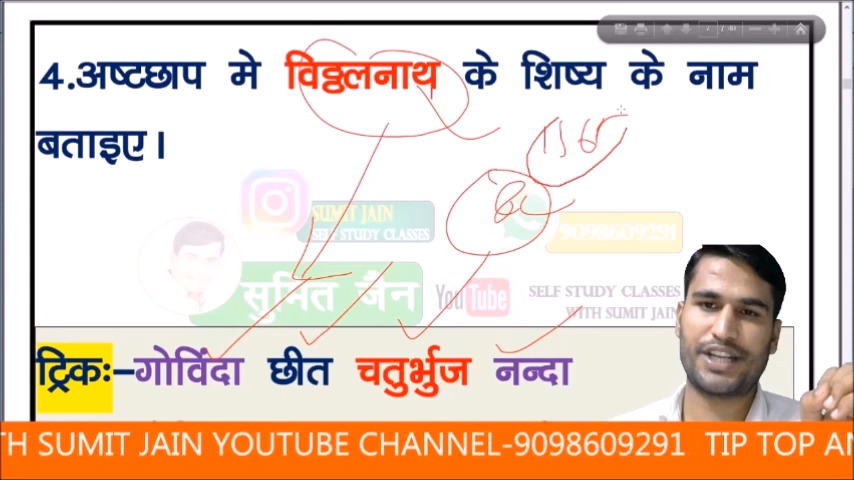 4.अष्टछाप मे विठ्ठलनाथ के शिष्य के नाम
बताइए।
SUMIT JAIN
SELF STUDY CLASSES
9098609291
सुमित जैन
YouTube
SELF STUDY CLASSES
WITH SUMIT JAIN
ट्रिकः–गोविंदा छीत चतुर्भुज नन्दा
TH SUMIT JAIN YOUTUBE CHANNEL-9098609291 TIP TOP AN